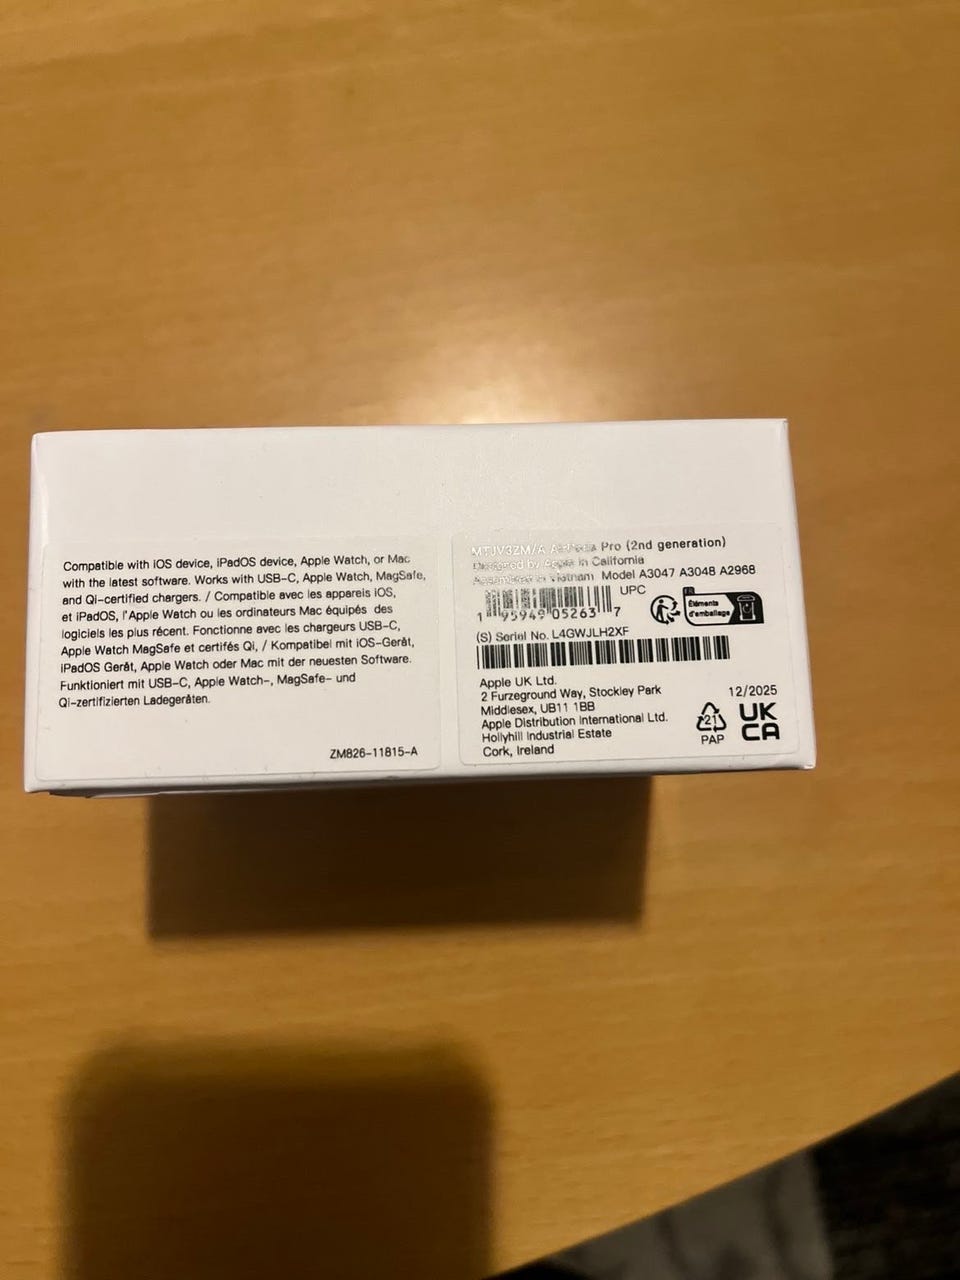 Compatible with iOS device, iPadOS device, Apple Watch, or Mac
with the latest software. Works with USB-C, Apple Watch, MagSafe,
and Qi-certified chargers. / Compatible avec les appareils iOS,
et iPadOS, l'Apple Watch ou les ordinateurs Mac équipés des
logiciels les plus récent. Fonctionne avec les chargeurs USB-C,
Apple Watch MagSafe et certifés Qi, / Kompatibel mit iOS-Gerät,
iPadOS Gerät, Apple Watch oder Mac mit der neuesten Software.
Funktioniert mit USB-C, Apple Watch-, MagSafe- und
Qi-zertifizierten Ladegeräten.
ZM826-11815-A
MTJV3ZM/A AirPods Pro (2nd generation)
Designed by Apple in California
Assembled in Vietnam Model A3047 A3048 A2968
UPC
1 95949 05263 7
FR
Éléments
d'emballage
(S) Serial No. L4GWJLH2XF
Apple UK Ltd.
2 Furzeground Way, Stockley Park
Middlesex, UB11 1BB
Apple Distribution International Ltd.
Hollyhill Industrial Estate
Cork, Ireland
21
PAP
12/2025
UK
CA